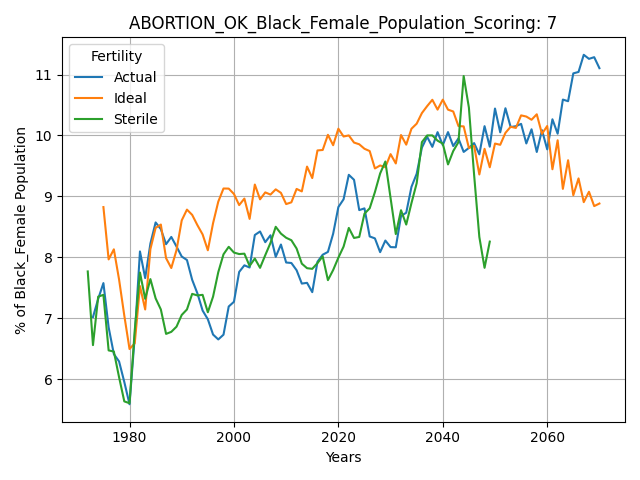 ABORTION_OK_Black_Female_Population_Scoring: 7
Fertility
Actual
Ideal
Sterile
% of Black_Female Population
11
10
9
8
7
6
1980 2000 2020 2040 2060
Years